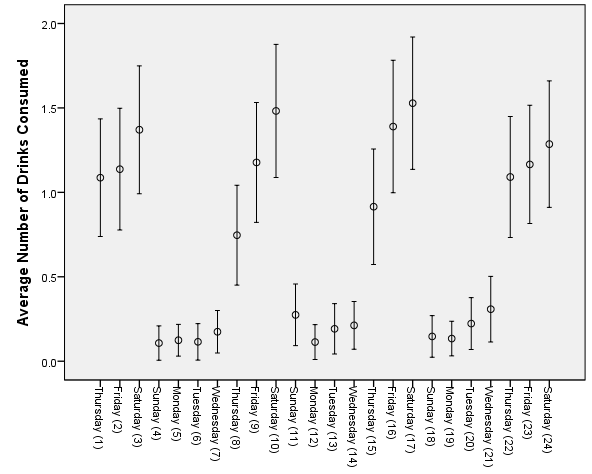 Average Number of Drinks Consumed
2.0
1.5
1.0
0.5
0.0
Thursday (1)
Friday (2)
Saturday (3)
Sunday (4)
Monday (5)
Tuesday (6)
Wednesday (7)
Thursday (8)
Friday (9)
Saturday (10)
Sunday (11)
Monday (12)
Tuesday (13)
Wednesday (14)
Thursday (15)
Friday (16)
Saturday (17)
Sunday (18)
Monday (19)
Tuesday (20)
Wednesday (21)
Thursday (22)
Friday (23)
Saturday (24)